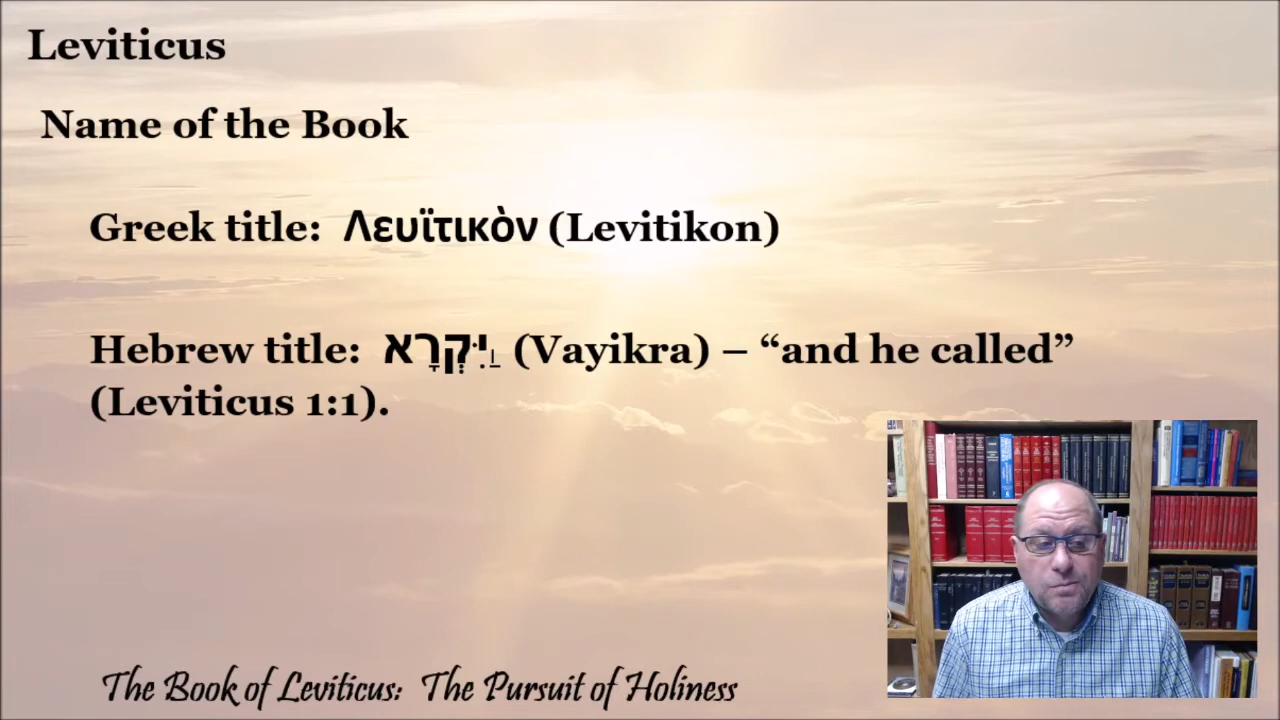 Leviticus
Name of the Book
Greek title: Λευϊτικὸν (Levitikon)
Hebrew title: וַיִּקְרָא (Vayikra) – “and he called”
(Leviticus 1:1).
The Book of Leviticus: The Pursuit of Holiness